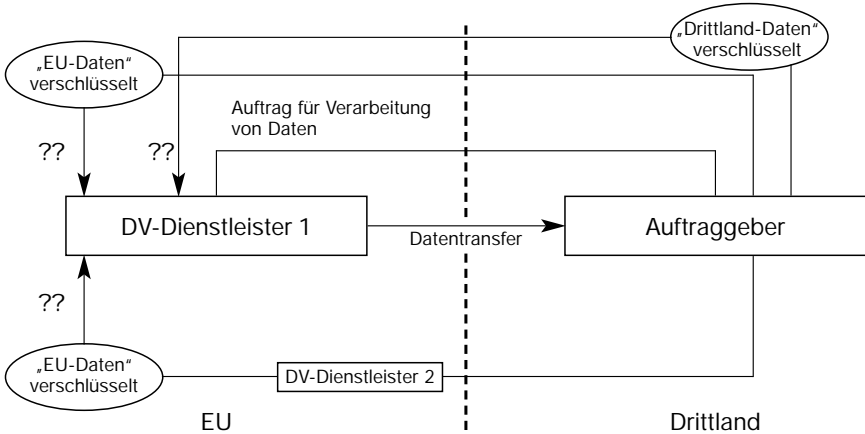 „Drittland-Daten“
verschlüsselt
„EU-Daten“
verschlüsselt
Auftrag für Verarbeitung
von Daten
??
??
DV-Dienstleister 1
Datentransfer
Auftraggeber
??
„EU-Daten“
verschlüsselt
DV-Dienstleister 2
EU
Drittland